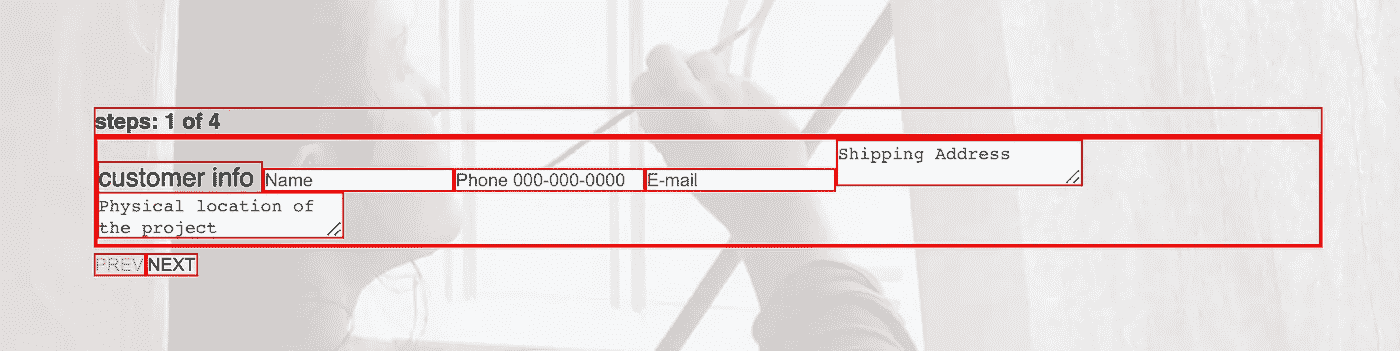 steps: 1 of 4
Shipping Address
customer info
Name
Phone 000-000-0000
E-mail
Physical location of
the project
PREV
NEXT